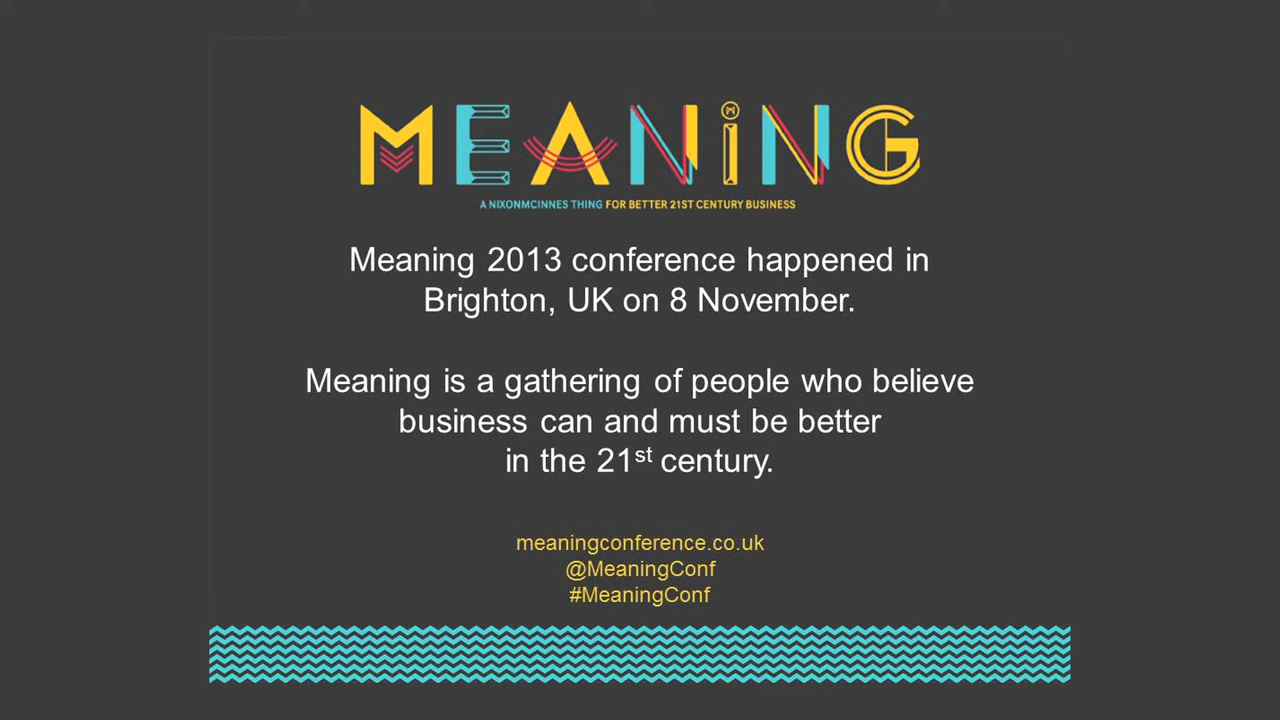 MEANiNG
A NIXONMCINNES THING FOR BETTER 21ST CENTURY BUSINESS
Meaning 2013 conference happened in
Brighton, UK on 8 November.
Meaning is a gathering of people who believe
business can and must be better
in the 21st century.
meaningconference.co.uk
@MeaningConf
#MeaningConf